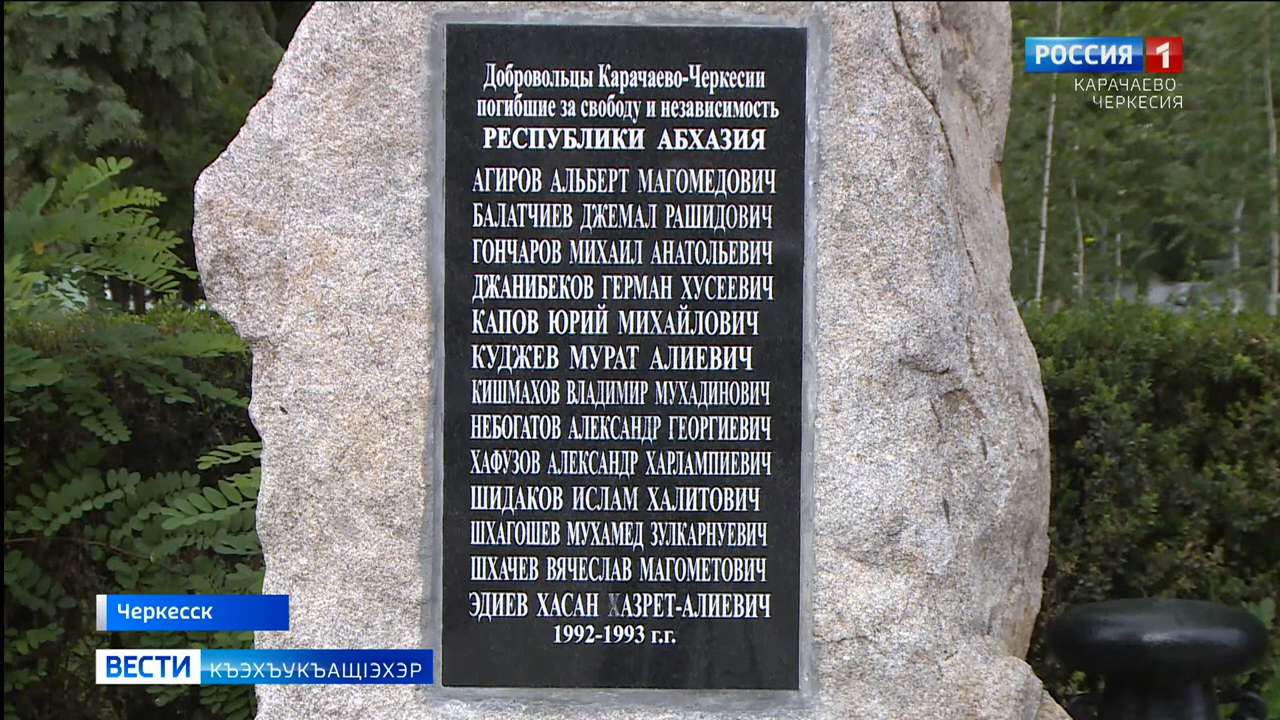 Добровольцы Карачаево-Черкесии
погибшие за свободу и независимость
РЕСПУБЛИКИ АБХАЗИЯ
АГИРОВ АЛЬБЕРТ МАГОМЕДОВИЧ
БАЛАТЧИЕВ ДЖЕМАЛ РАШИДОВИЧ
ГОНЧАРОВ МИХАИЛ АНАТОЛЬЕВИЧ
ДЖАНИБЕКОВ ГЕРМАН ХУСЕЕВИЧ
КАПОВ ЮРИЙ МИХАЙЛОВИЧ
КУДЖЕВ МУРАТ АЛИЕВИЧ
КИШМАХОВ ВЛАДИМИР МУХАДИНОВИЧ
НЕБОГАТОВ АЛЕКСАНДР ГЕОРГИЕВИЧ
ХАФУЗОВ АЛЕКСАНДР ХАРЛАМПИЕВИЧ
ШИДАКОВ ИСЛАМ ХАЛИТОВИЧ
ШХАГОШЕВ МУХАМЕД ЗУЛКАРНУЕВИЧ
ШХАЧЕВ ВЯЧЕСЛАВ МАГОМЕТОВИЧ
ЭДИЕВ ХАСАН ХАЗРЕТ-АЛИЕВИЧ
1992-1993 г.г.
РОССИЯ 1
КАРАЧАЕВО-
ЧЕРКЕСИЯ
Черкесск
ВЕСТИ КЪЭХЪУКЪАЩІЭХЭР